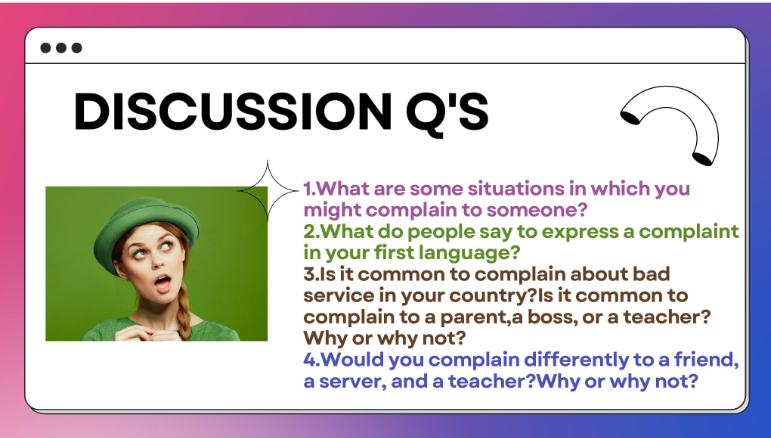 DISCUSSION Q'S
1.What are some situations in which you
might complain to someone?
2.What do people say to express a complaint
in your first language?
3.Is it common to complain about bad
service in your country?Is it common to
complain to a parent,a boss, or a teacher?
Why or why not?
4.Would you complain differently to a friend,
a server, and a teacher?Why or why not?